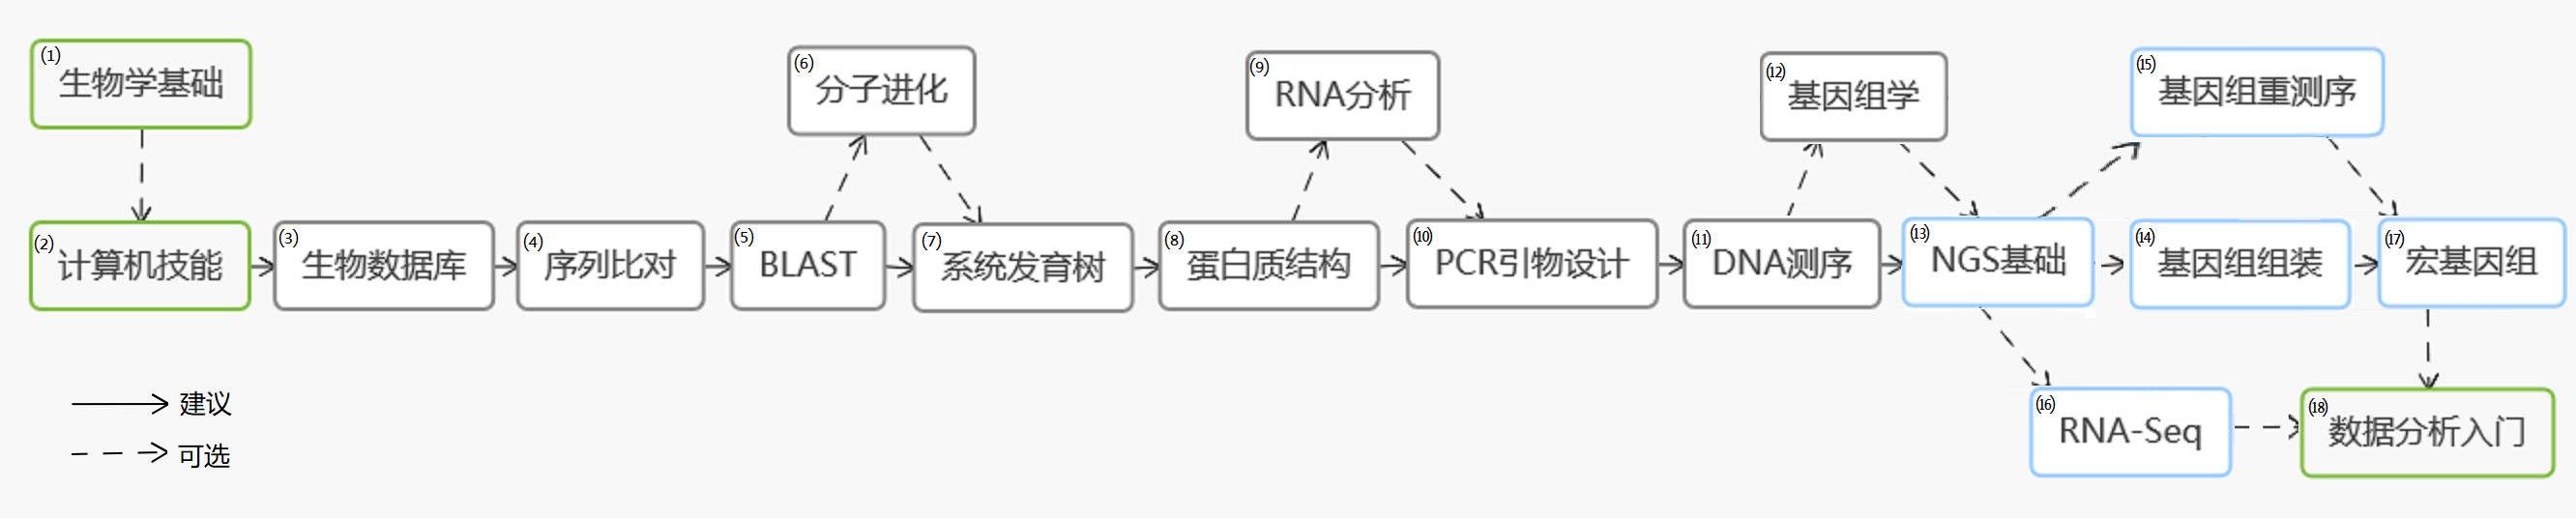 ⑴
生物学基础
⑵
计算机技能
⑶
生物数据库
⑷
序列比对
⑸
BLAST
⑹
分子进化
⑺
系统发育树
⑻
蛋白质结构
⑼
RNA分析
⑽
PCR引物设计
⑾
DNA测序
⑿
基因组学
⒀
NGS基础
⒁
基因组组装
⒂
基因组重测序
⒃
RNA-Seq
⒄
宏基因组
⒅
数据分析入门
建议
可选